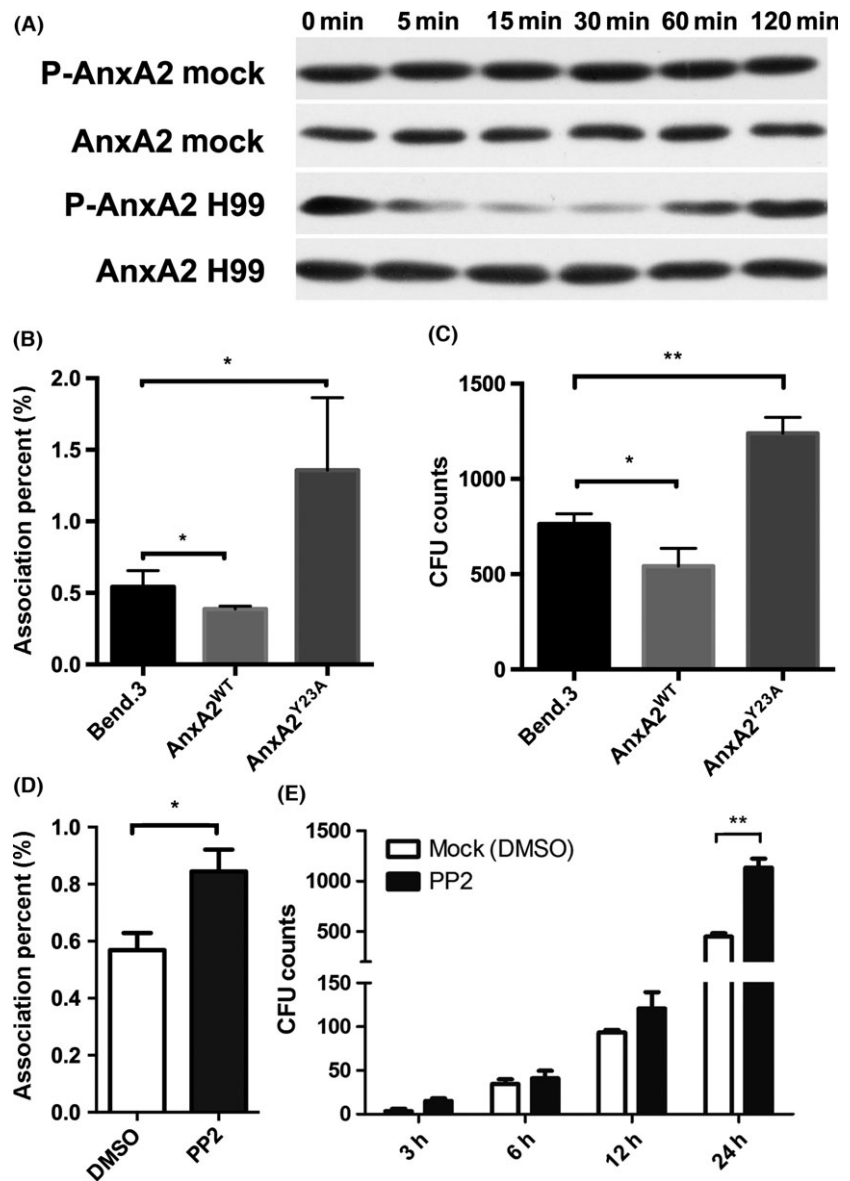 (A)
0 min 5 min 15 min 30 min 60 min 120 min
P-AnxA2 mock
AnxA2 mock
P-AnxA2 H99
AnxA2 H99
(B)
Association percent (%)
2.0
1.5
1.0
0.5
0.0
*
*
Bend.3
AnxA2WT
AnxA2Y23A
(C)
CFU counts
1500
1000
500
0
**
*
Bend.3
AnxA2WT
AnxA2Y23A
(D)
Association percent (%)
1.0
0.8
0.6
0.4
0.2
0.0
*
DMSO
PP2
(E)
CFU counts
1500
1000
500
150
100
50
0
Mock (DMSO)
PP2
**
3 h
6 h
12 h
24 h